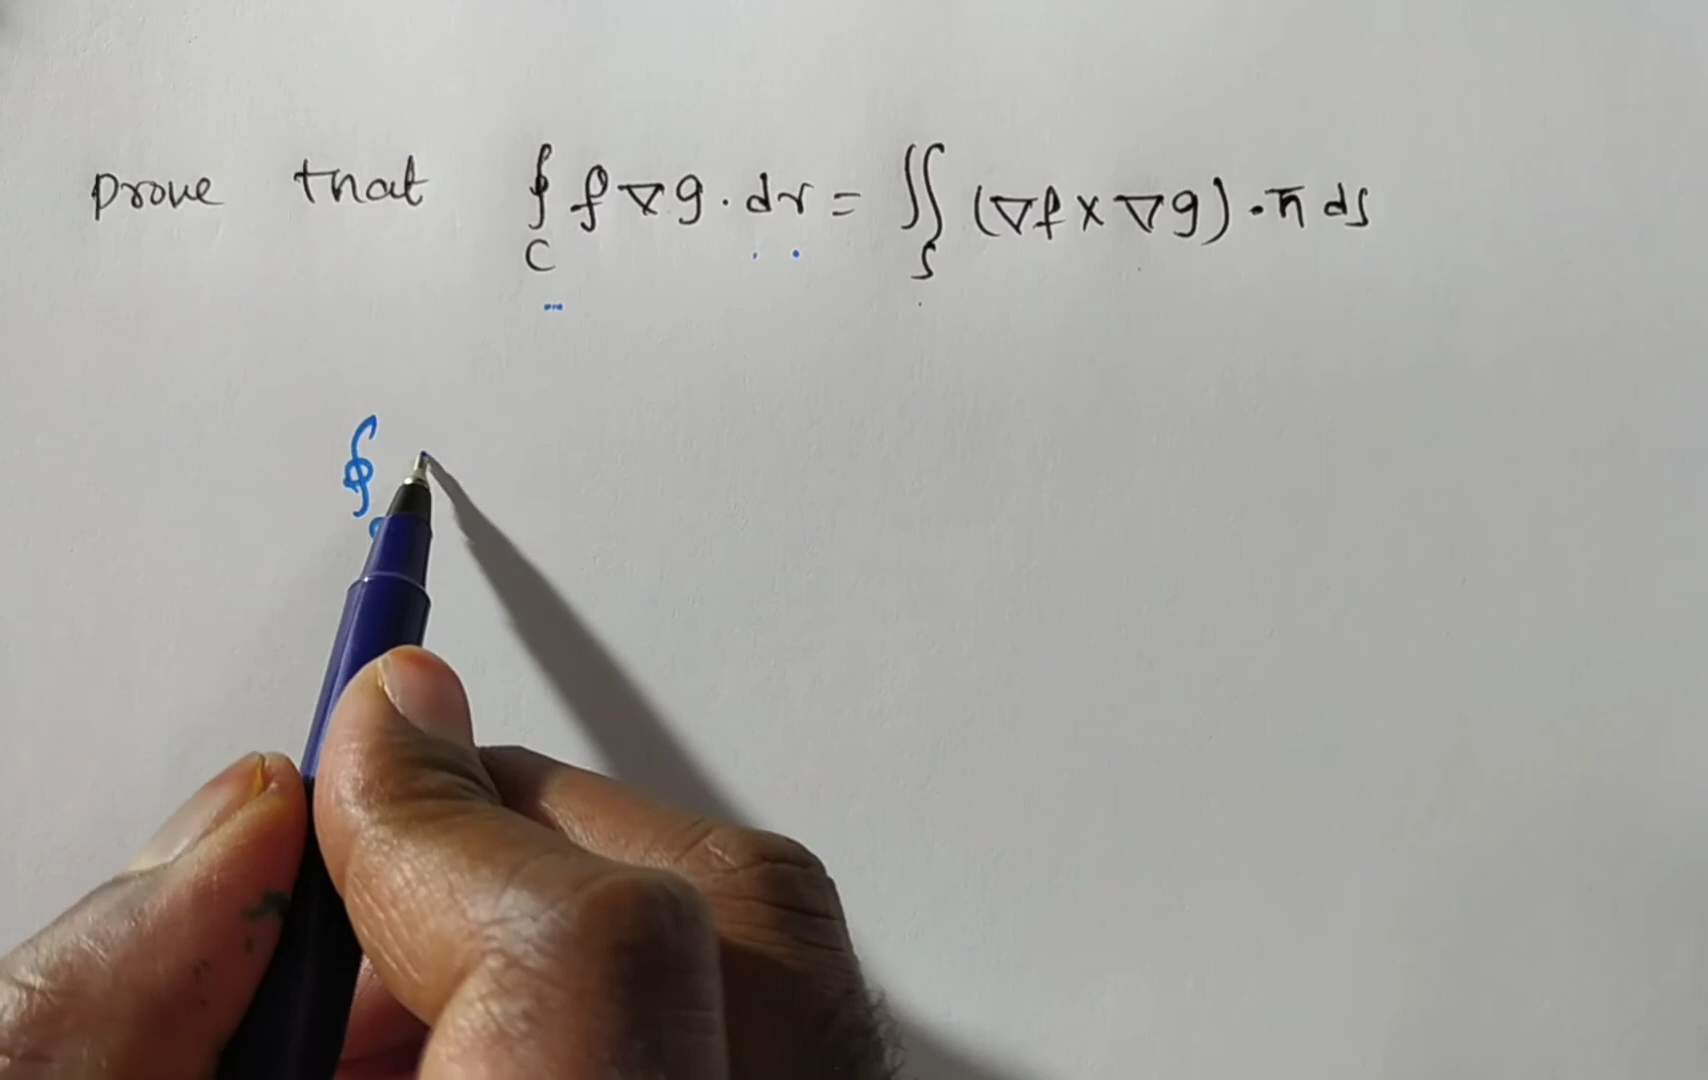 prove that ∮_C f ∇g · dr = ∬_S (∇f × ∇g) · n̄ ds
∮